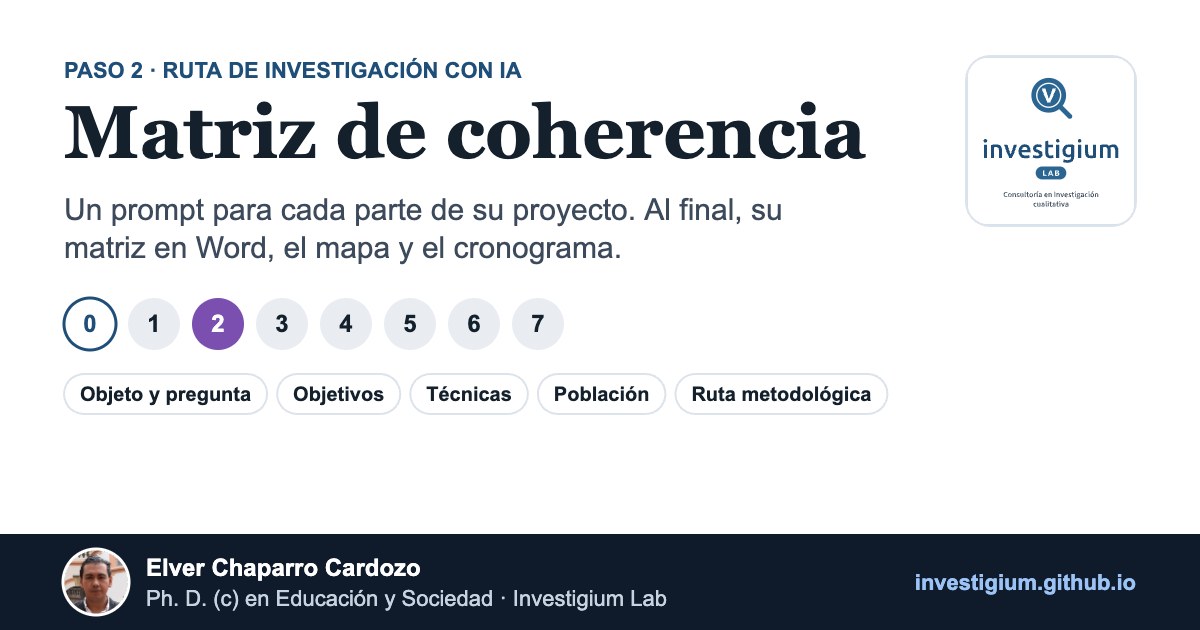 PASO 2 · RUTA DE INVESTIGACIÓN CON IA
Matriz de coherencia
Un prompt para cada parte de su proyecto. Al final, su
matriz en Word, el mapa y el cronograma.
0 1 2 3 4 5 6 7
Objeto y pregunta Objetivos Técnicas Población Ruta metodológica
V
investigium
LAB
Consultoría en Investigación
cualitativa
Elver Chaparro Cardozo
Ph. D. (c) en Educación y Sociedad · Investigium Lab
investigium.github.io